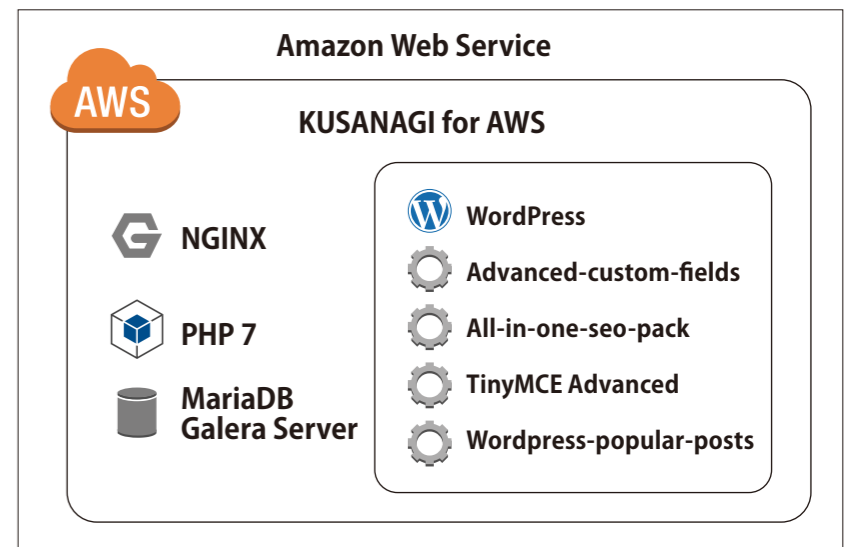 Amazon Web Service
AWS
KUSANAGI for AWS
NGINX
PHP 7
MariaDB
Galera Server
WordPress
Advanced-custom-fields
All-in-one-seo-pack
TinyMCE Advanced
Wordpress-popular-posts